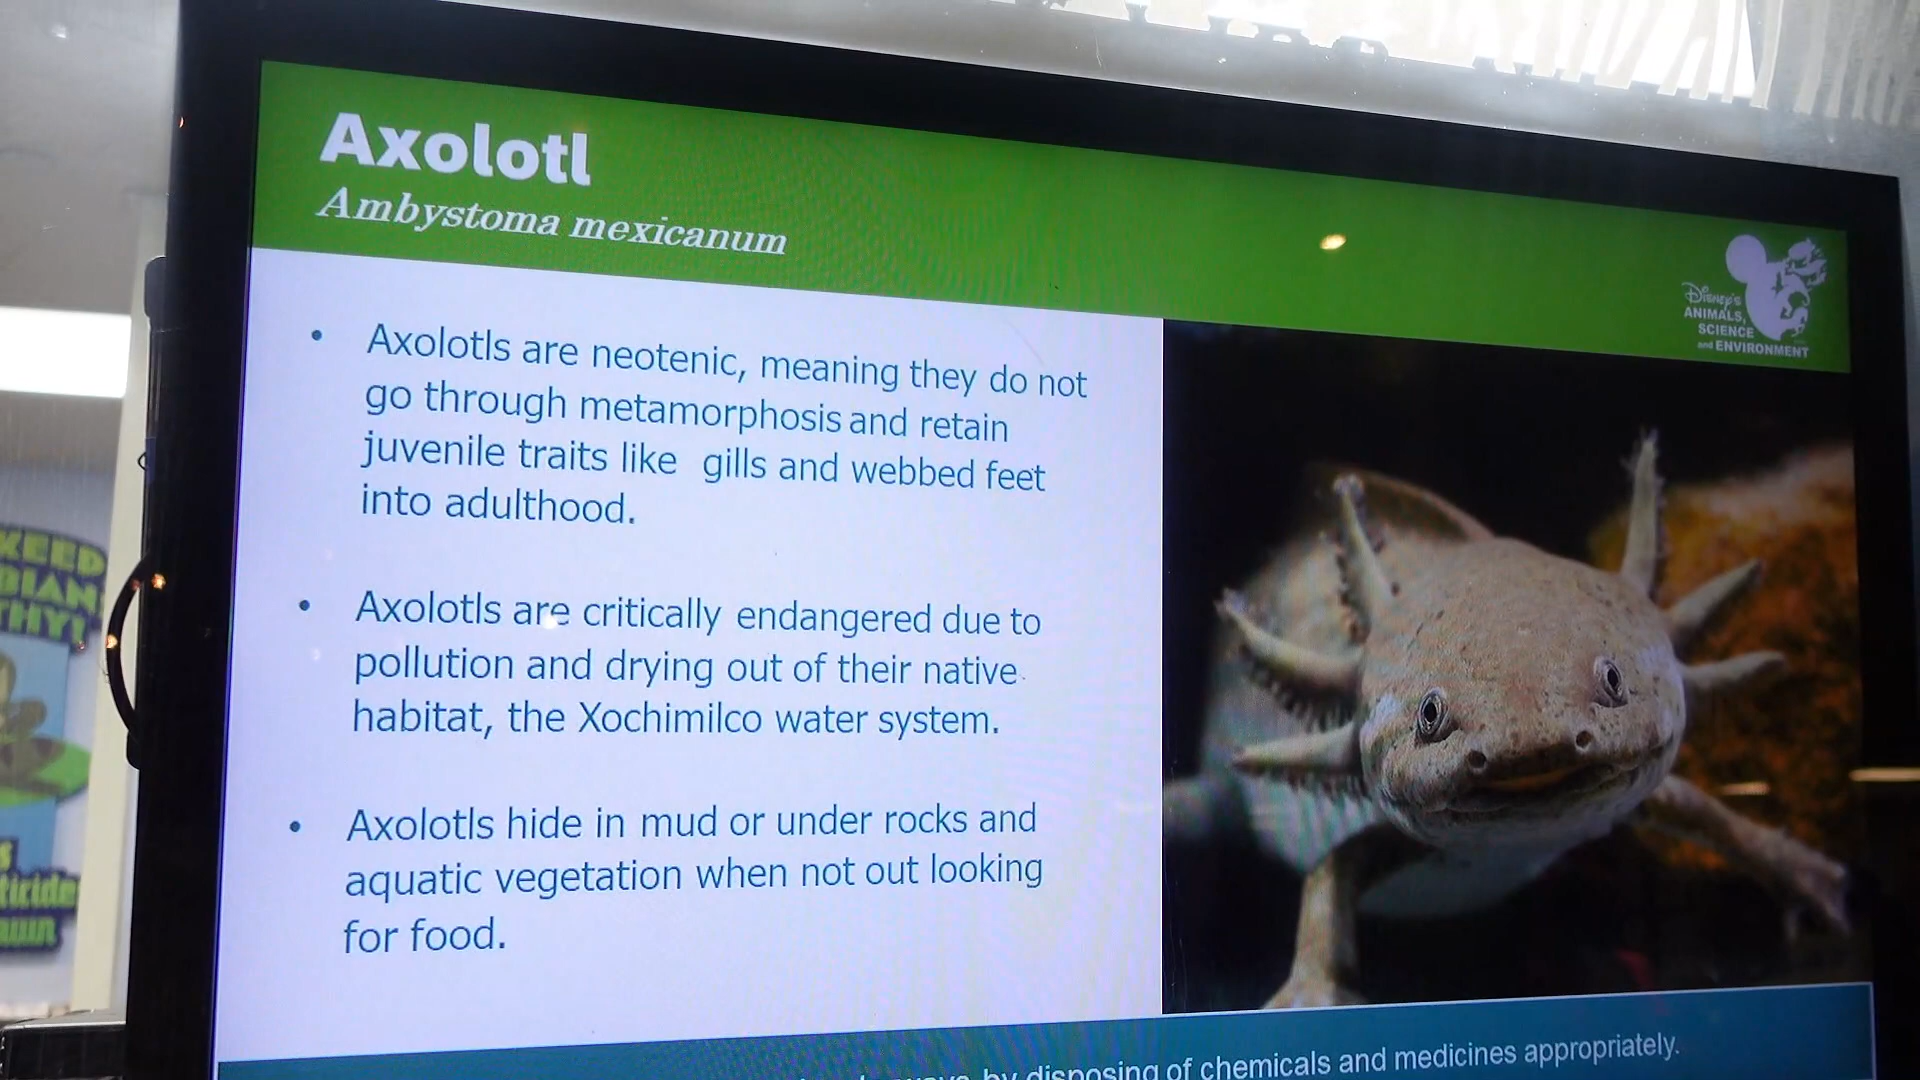 Axolotl
Ambystoma mexicanum
Disney's
ANIMALS,
SCIENCE
and ENVIRONMENT
• Axolotls are neotenic, meaning they do not
go through metamorphosis and retain
juvenile traits like gills and webbed feet
into adulthood.
• Axolotls are critically endangered due to
pollution and drying out of their native
habitat, the Xochimilco water system.
• Axolotls hide in mud or under rocks and
aquatic vegetation when not out looking
for food.
by disposing of chemicals and medicines appropriately.
KEED